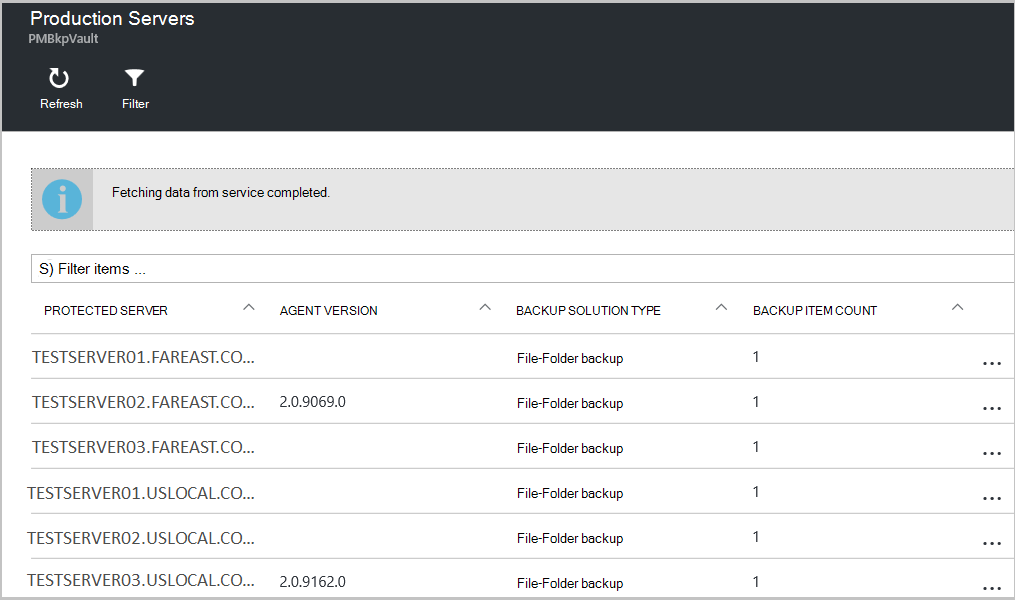 Production Servers
PMBkpVault
Refresh Filter
Fetching data from service completed.
S) Filter items ...
PROTECTED SERVER AGENT VERSION BACKUP SOLUTION TYPE BACKUP ITEM COUNT
TESTSERVER01.FAREAST.CO... File-Folder backup 1 ...
TESTSERVER02.FAREAST.CO... 2.0.9069.0 File-Folder backup 1 ...
TESTSERVER03.FAREAST.CO... File-Folder backup 1 ...
TESTSERVER01.USLOCAL.CO... File-Folder backup 1 ...
TESTSERVER02.USLOCAL.CO... File-Folder backup 1 ...
TESTSERVER03.USLOCAL.CO... 2.0.9162.0 File-Folder backup 1 ...